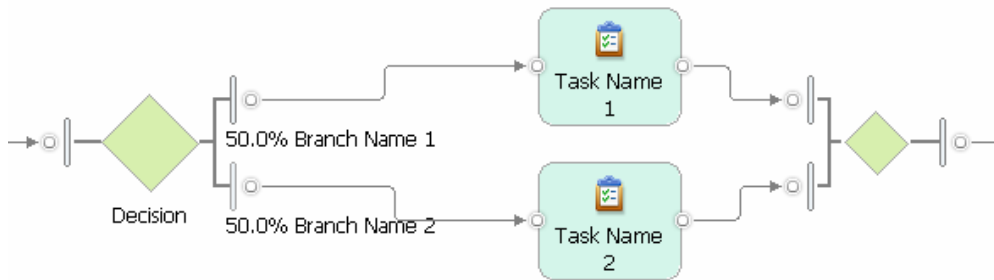 Task Name
1
50.0% Branch Name 1
Decision
50.0% Branch Name 2
Task Name
2